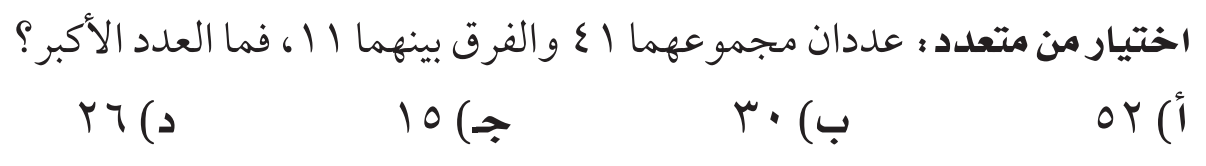 اختيار من متعدد: عددان مجموعهما ٤١ والفرق بينهما ١١، فما العدد الأكبر؟
أ) ٥٢ ب) ٣٠ جـ) ١٥ د) ٢٦